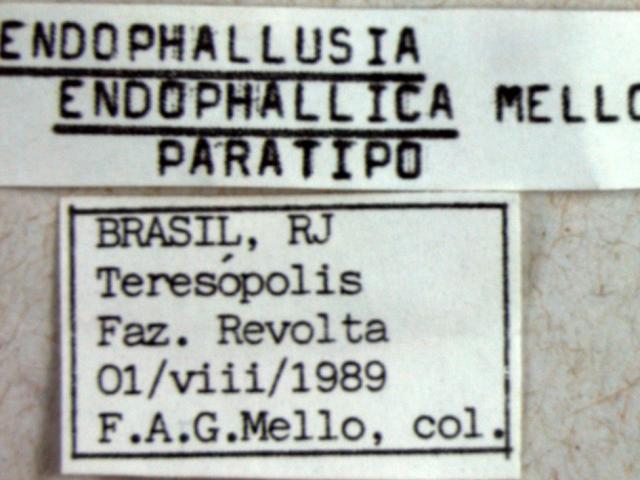 ENDOPHALLUSIA
ENDOPHALLICA MELLO
PARATIPO
BRASIL, RJ
Teresópolis
Faz. Revolta
01/viii/1989
F.A.G.Mello, col.